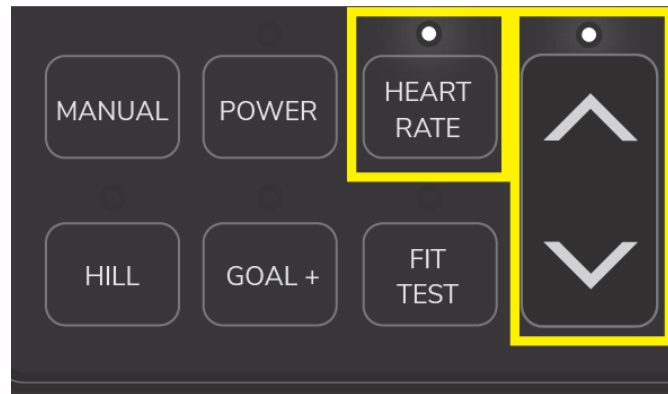 MANUAL
POWER
HEART
RATE
HILL
GOAL +
FIT
TEST